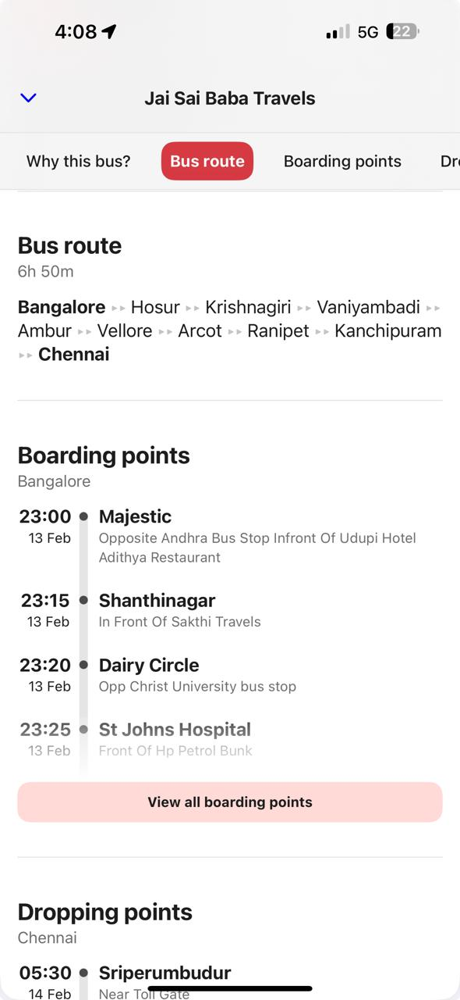 4:08
5G
22
Jai Sai Baba Travels
Why this bus?
Bus route
Boarding points
Bus route
6h 50m
Bangalore ▸▸ Hosur ▸▸ Krishnagiri ▸▸ Vaniyambadi ▸▸
Ambur ▸▸ Vellore ▸▸ Arcot ▸▸ Ranipet ▸▸ Kanchipuram
▸▸ Chennai
Boarding points
Bangalore
23:00 Majestic
13 Feb Opposite Andhra Bus Stop Infront Of Udupi Hotel
Adithya Restaurant
23:15 Shanthinagar
13 Feb In Front Of Sakthi Travels
23:20 Dairy Circle
13 Feb Opp Christ University bus stop
23:25 St Johns Hospital
13 Feb Front Of Hp Petrol Bunk
View all boarding points
Dropping points
Chennai
05:30 Sriperumbudur
14 Feb Near Toll Gate